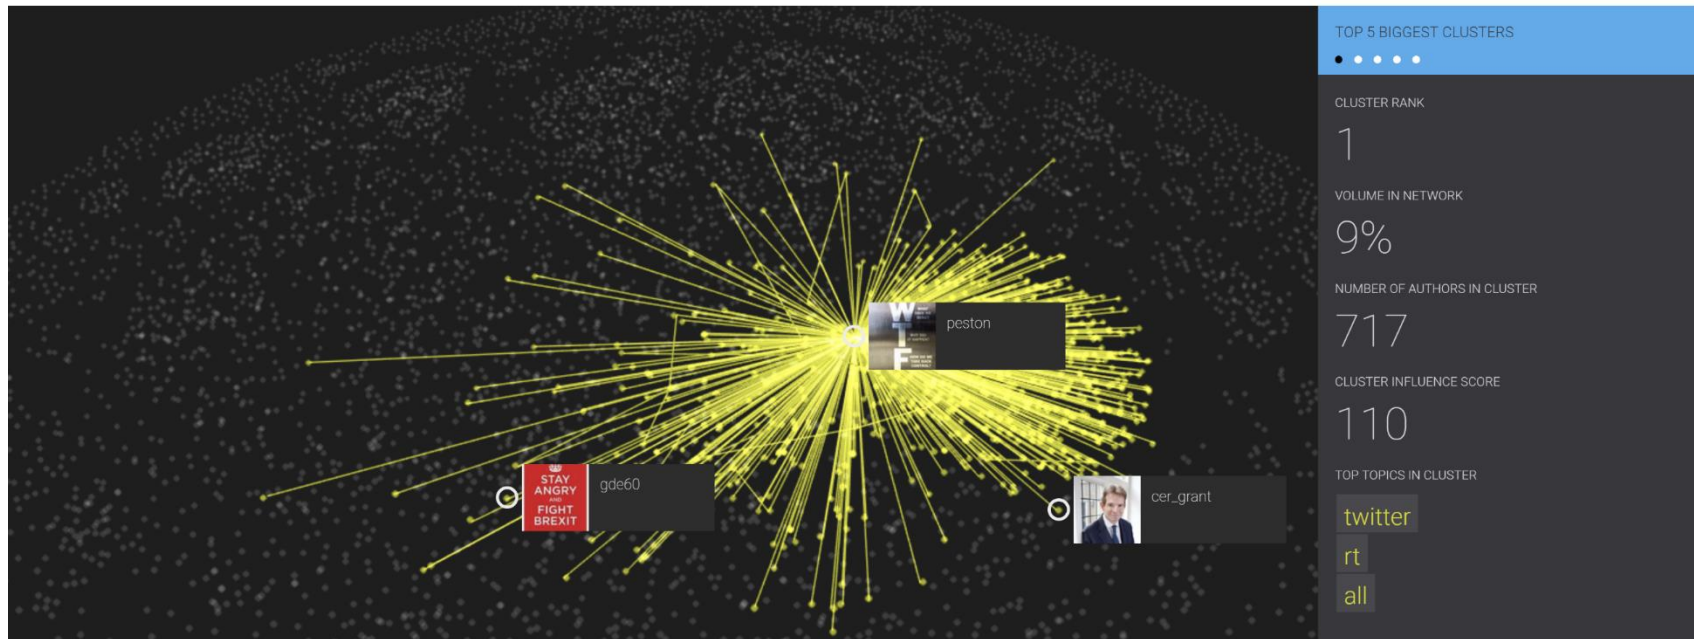 TOP 5 BIGGEST CLUSTERS
CLUSTER RANK
1
VOLUME IN NETWORK
9%
NUMBER OF AUTHORS IN CLUSTER
717
CLUSTER INFLUENCE SCORE
110
TOP TOPICS IN CLUSTER
twitter
rt
all
peston
WTF
gde60
STAY
ANGRY
AND
FIGHT
BREXIT
cer_grant